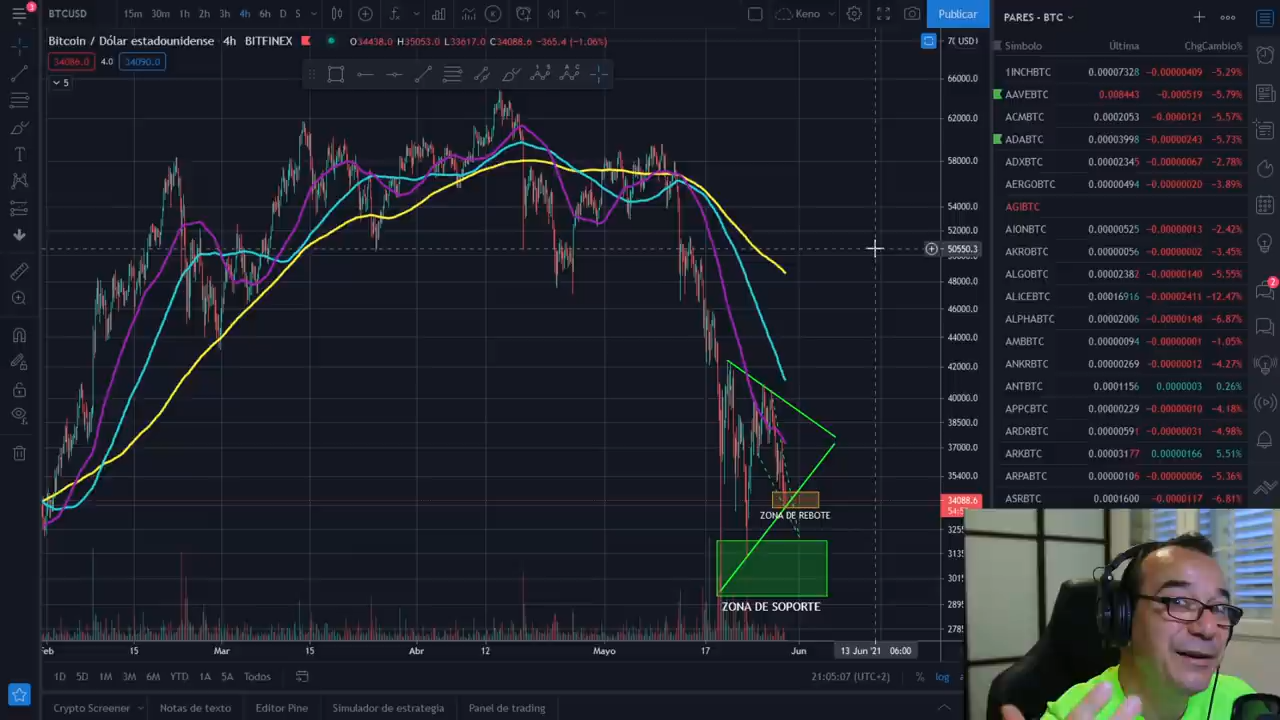 3
15m 30m 1h 2h 3h 4h 6h D S
Keno
Publicar
PARES - BTC
Bitcoin / Dólar estadounidense · 4h · BITFINEX
O34438.0 H35053.0 L33617.0 C34088.6 −365.4 (−1.06%)
34086.0 4.0 34090.0
5
Símbolo Última Chg Cambio%
1INCHBTC 0.00007328 −0.00000409 −5.29%
AAVEBTC 0.008443 −0.000519 −5.79%
ACMBTC 0.0002053 −0.0000121 −5.57%
ADABTC 0.00003998 −0.00000243 −5.73%
ADXBTC 0.00002345 −0.00000067 −2.78%
AERGOBTC 0.00000494 −0.00000020 −3.89%
AGIBTC
AIONBTC 0.00000525 −0.00000013 −2.42%
AKROBTC 0.00000056 −0.00000002 −3.45%
ALGOBTC 0.00002382 −0.00000140 −5.55%
ALICEBTC 0.00016916 −0.00002411 −12.47%
ALPHABTC 0.00002006 −0.00000148 −6.87%
AMBBTC 0.00000094 −0.00000001 −1.05%
ANKRBTC 0.00000269 −0.00000012 −4.27%
ANTBTC 0.0001156 0.0000003 0.26%
APPCBTC 0.00000229 −0.00000010 −4.18%
ARDRBTC 0.00000591 −0.00000031 −4.98%
ARKBTC 0.00003177 0.00000166 5.51%
ARPABTC 0.00000106 −0.00000006 −5.36%
ASRBTC 0.0001600 −0.0000117 −6.81%
2
66000.0
62000.0
58000.0
54000.0
52000.0
50550.3
48000.0
46000.0
44000.0
42000.0
40000.0
38500.0
37000.0
35400.0
34088.6
ZONA DE REBOTE
ZONA DE SOPORTE
15 Mar 15 Abr 12 Mayo 17 Jun 13 Jun '21 06:00
1D 5D 1M 3M 6M YTD 1A 5A Todos
21:05:07 (UTC+2) % log
Crypto Screener Notas de texto Editor Pine Simulador de estrategia Panel de trading